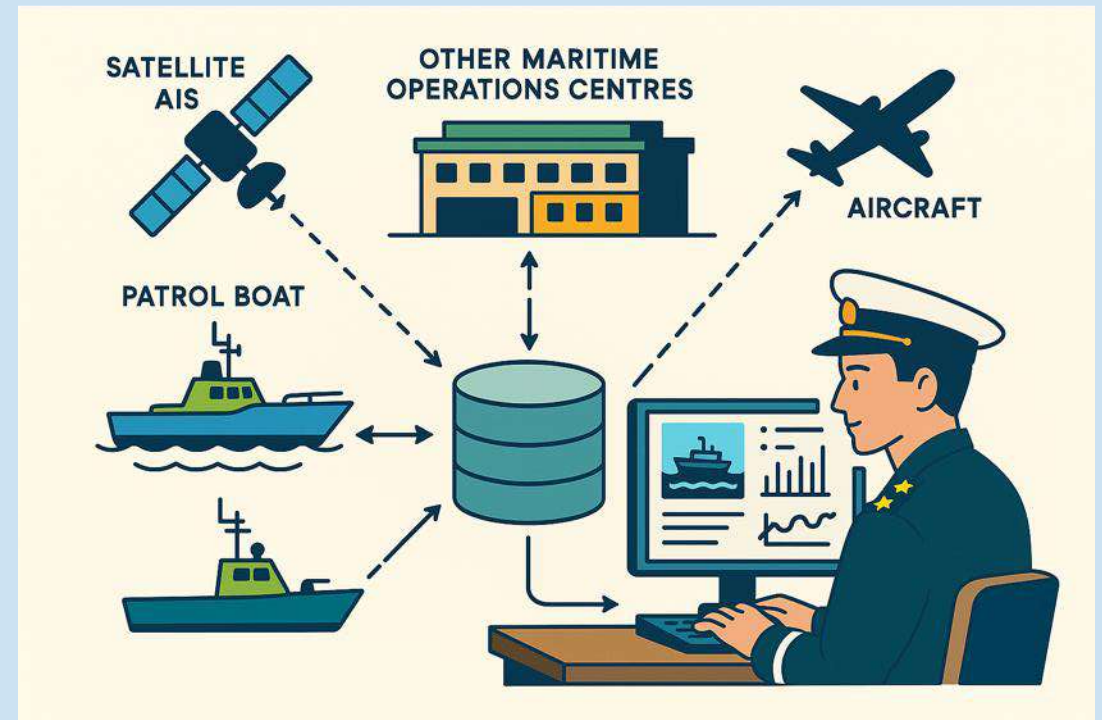 SATELLITE
AIS
OTHER MARITIME
OPERATIONS CENTRES
AIRCRAFT
PATROL BOAT